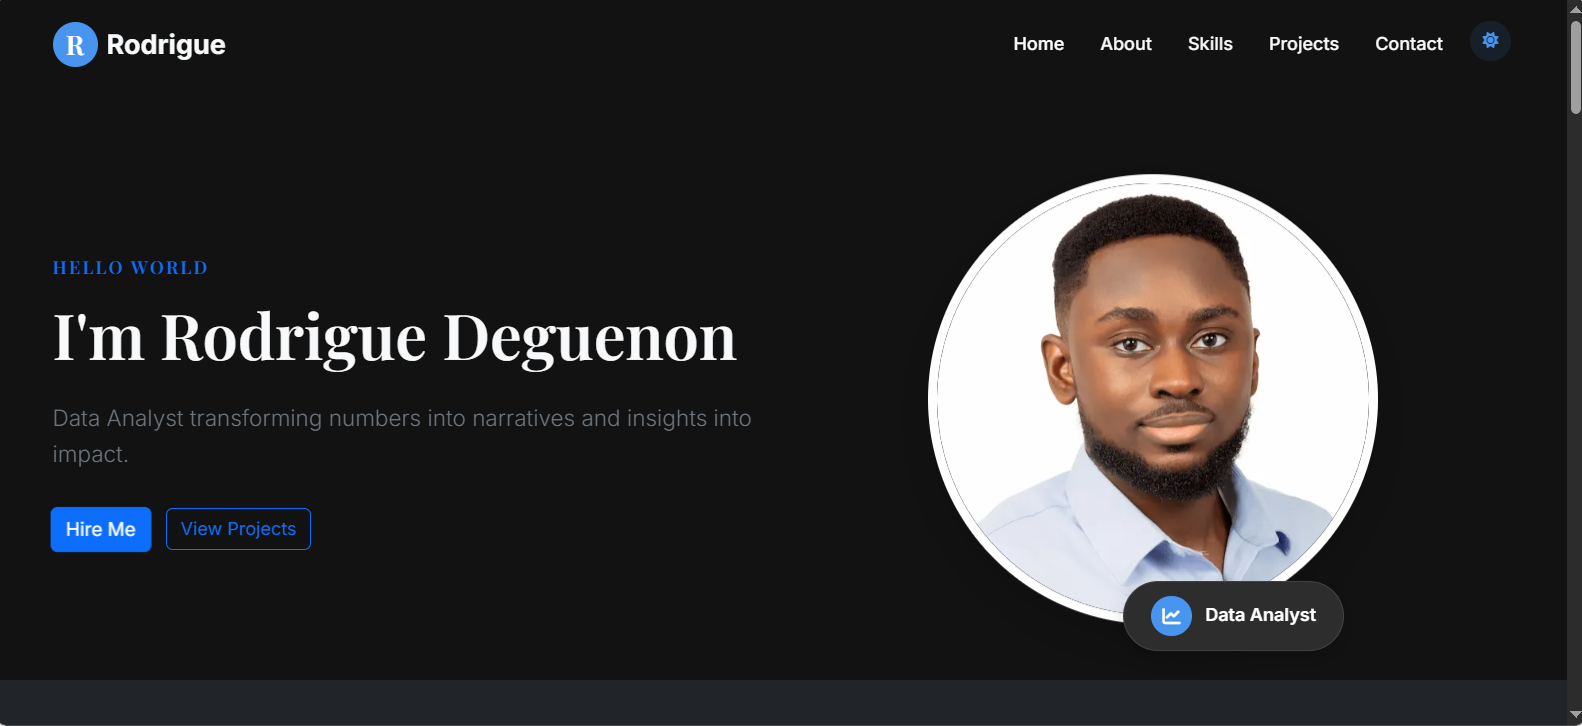 R Rodrigue
Home About Skills Projects Contact
HELLO WORLD
I'm Rodrigue Deguenon
Data Analyst transforming numbers into narratives and insights into
impact.
Hire Me View Projects
Data Analyst